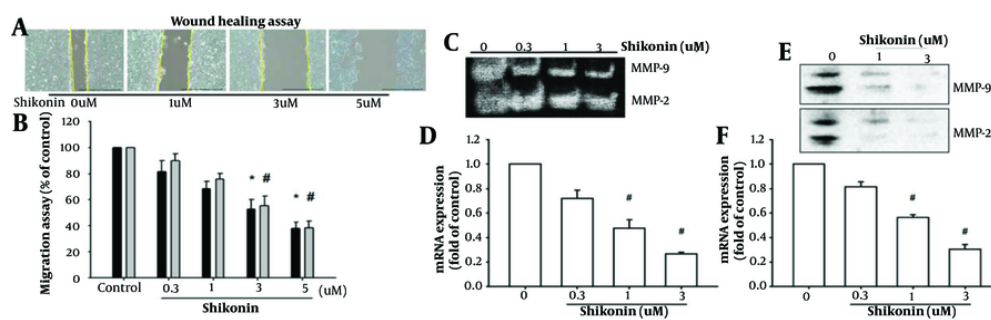 A
Wound healing assay
Shikonin 0uM 1uM 3uM 5uM
B
Migration assay (% of control)
120
100
80
60
40
20
0
* # * #
Control 0.3 1 3 5 (uM)
Shikonin
C
0 0.3 1 3 Shikonin (uM)
MMP-9
MMP-2
D
mRNA expression
(fold of control)
1.2
1.0
0.8
0.6
0.4
0.2
0.0
# #
0 0.3 1 3
Shikonin (uM)
E
Shikonin (uM)
0 1 3
MMP-9
MMP-2
F
mRNA expression
(fold of control)
1.2
1.0
0.8
0.6
0.4
0.2
0.0
# #
0 0.3 1 3
Shikonin (uM)